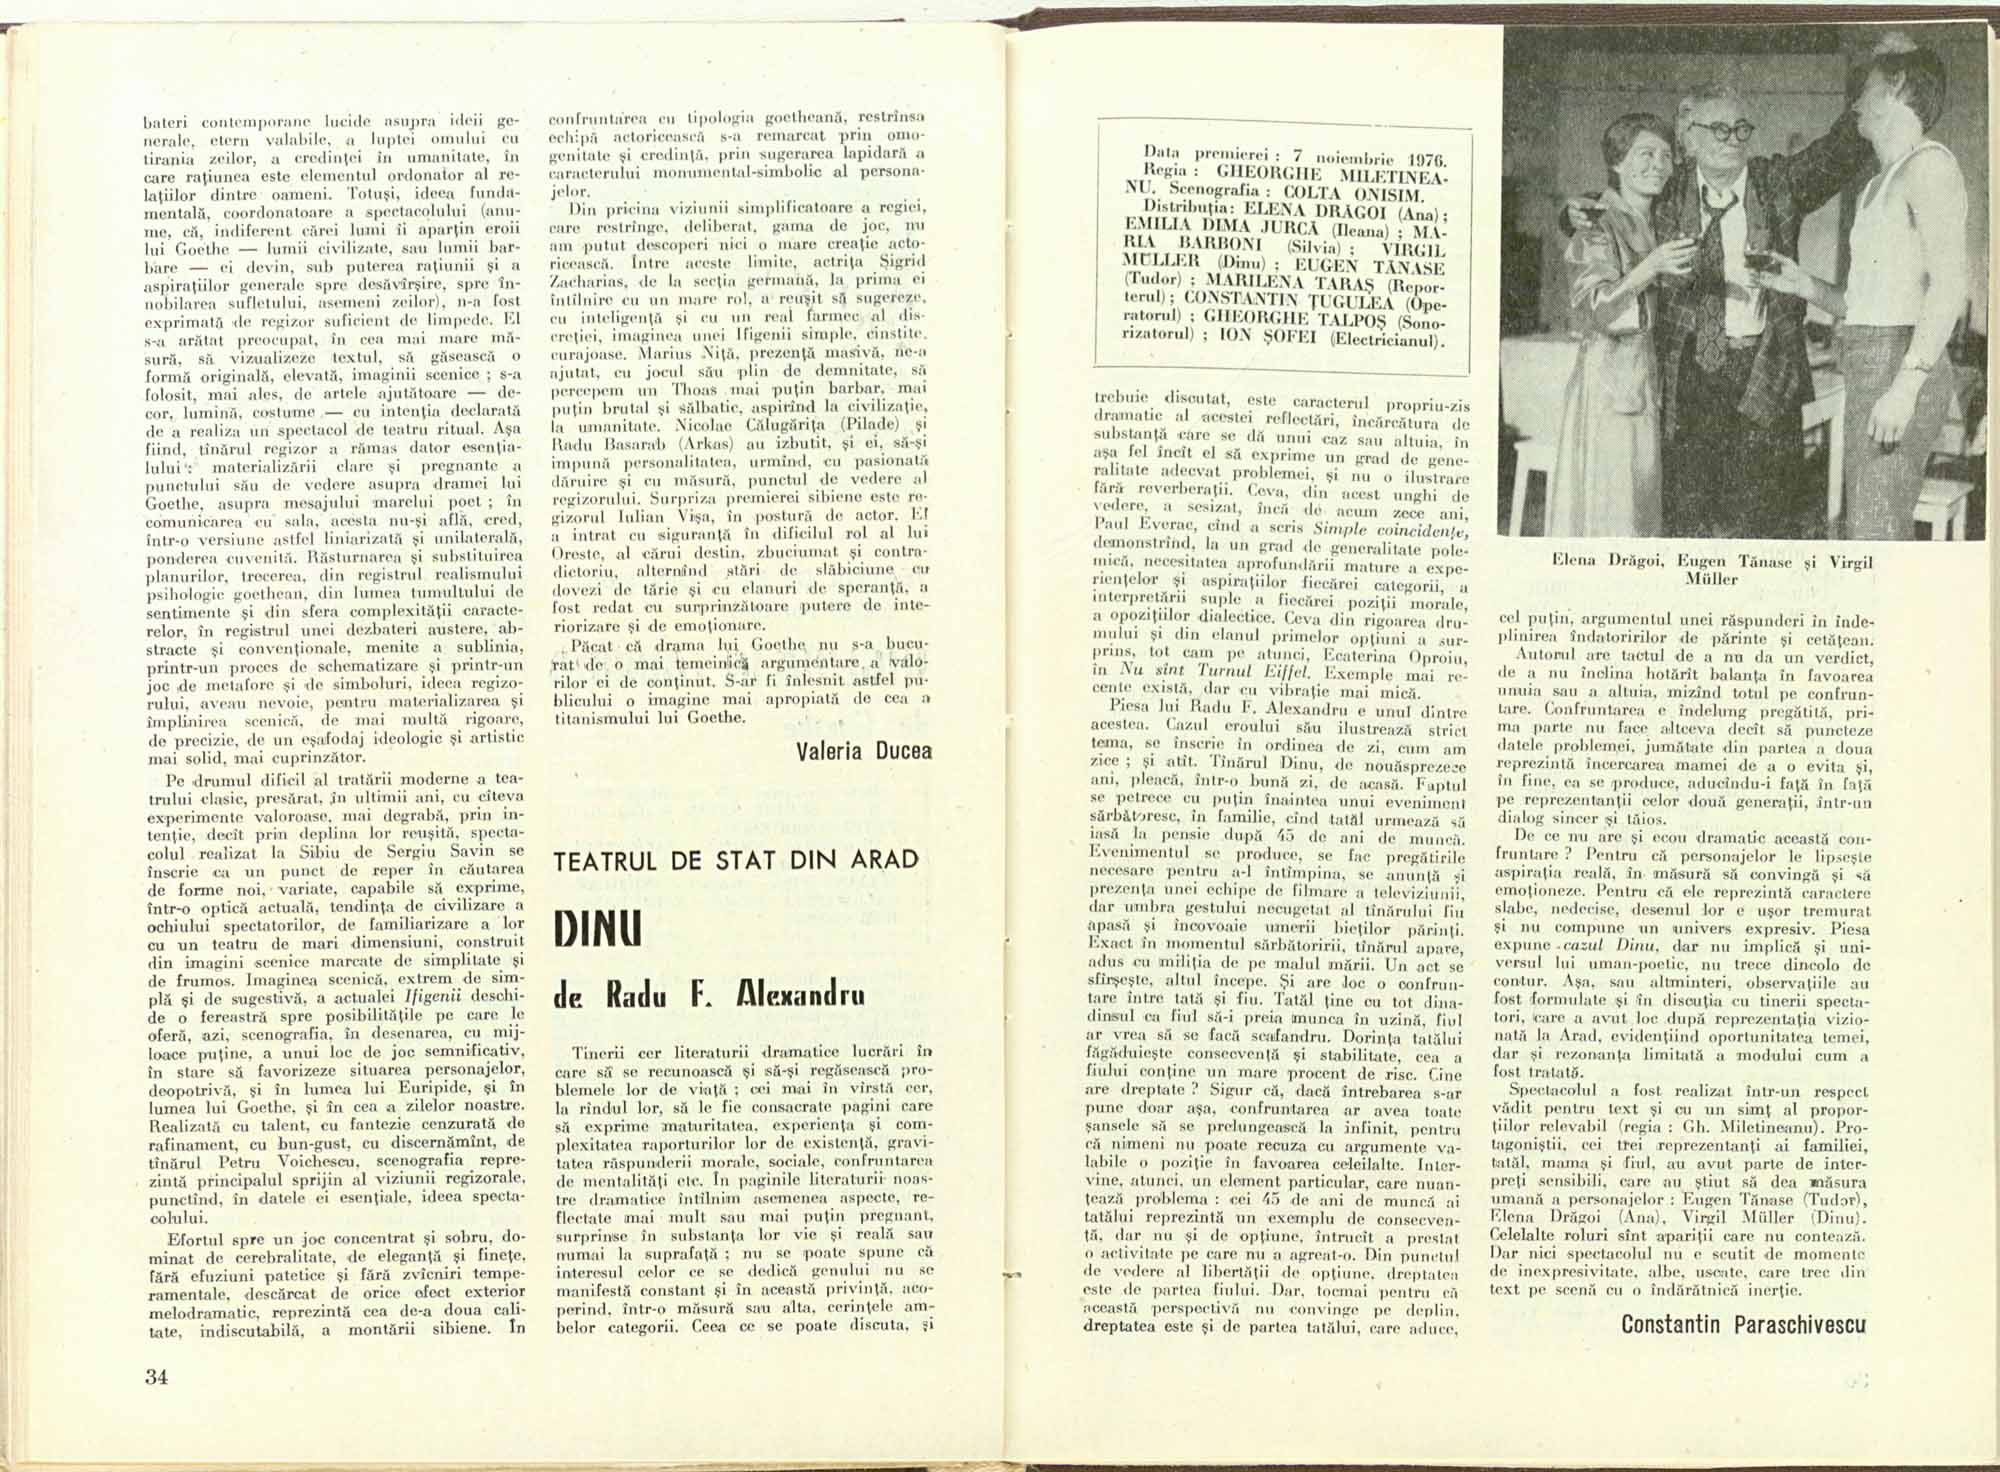 bateri contemporane lucide asupra ideii ge-
nerale, etern valabile, a luptei omului cu
tirania zeilor, a credinței în umanitate, în
care rațiunea este elementul ordonator al re-
lațiilor dintre oameni. Totuși, ideea funda-
mentală, coordonatoare a spectacolului (anu-
me, că, indiferent cărei lumi îi aparțin eroii
lui Goethe — lumii civilizate, sau lumii bar-
bare — ei devin, sub puterea rațiunii și a
aspirațiilor generale spre desăvîrșire, spre în-
nobilarea sufletului, asemeni zeilor), n-a fost
exprimată de regizor suficient de limpede. El
s-a arătat preocupat, în cea mai mare mă-
sură, să vizualizeze textul, să găsească o
formă originală, elevată, imaginii scenice ; s-a
folosit, mai ales, de artele ajutătoare — de-
cor, lumină, costume — cu intenția declarată
de a realiza un spectacol de teatru ritual. Așa
fiind, tînărul regizor a rămas dator esenția-
lului : materializării clare și pregnante a
punctului său de vedere asupra dramei lui
Goethe, asupra mesajului marelui poet ; în
comunicarea cu sala, acesta nu-și află, cred,
într-o versiune astfel liniarizată și unilaterală,
ponderea cuvenită. Răsturnarea și substituirea
planurilor, trecerea, din registrul realismului
psihologic goethean, din lumea tumultului de
sentimente și din sfera complexității caracte-
relor, în registrul unei dezbateri austere, ab-
stracte și convenționale, menite a sublinia,
printr-un proces de schematizare și printr-un
joc de metafore și de simboluri, ideea regizo-
rului, aveau nevoie, pentru materializarea și
împlinirea scenică, de mai multă rigoare,
de precizie, de un eșafodaj ideologic și artistic
mai solid, mai cuprinzător.
Pe drumul dificil al tratării moderne a tea-
trului clasic, presărat, în ultimii ani, cu cîteva
experimente valoroase, mai degrabă, prin in-
tenție, decît prin deplina lor reușită, specta-
colul realizat la Sibiu de Sergiu Savin se
înscrie ca un punct de reper în căutarea
de forme noi, variate, capabile să exprime,
într-o optică actuală, tendința de civilizare a
ochiului spectatorilor, de familiarizare a lor
cu un teatru de mari dimensiuni, construit
din imagini scenice marcate de simplitate și
de frumos. Imaginea scenică, extrem de sim-
plă și de sugestivă, a actualei Ifigenii deschi-
de o fereastră spre posibilitățile pe care le
oferă, azi, scenografia, în desenarea, cu mij-
loace puține, a unui loc de joc semnificativ,
în stare să favorizeze situarea personajelor,
deopotrivă, și în lumea lui Euripide, și în
lumea lui Goethe, și în cea a zilelor noastre.
Realizată cu talent, cu fantezie cenzurată de
rafinament, cu bun-gust, cu discernămînt, de
tînărul Petru Voichescu, scenografia repre-
zintă principalul sprijin al viziunii regizorale,
punctînd, în datele ei esențiale, ideea specta-
colului.
Efortul spre un joc concentrat și sobru, do-
minat de cerebralitate, de eleganță și finețe,
fără efuziuni patetice și fără zvîcniri tempe-
ramentale, descărcat de orice efect exterior
melodramatic, reprezintă cea de-a doua cali-
tate, indiscutabilă, a montării sibiene. În
34
confruntarea cu tipologia goetheană, restrînsa
echipă actoricească s-a remarcat prin omo-
genitate și credință, prin sugerarea lapidară a
caracterului monumental-simbolic al persona-
jelor.
Din pricina viziunii simplificatoare a regiei,
care restrînge, deliberat, gama de joc, nu
am putut descoperi nici o mare creație acto-
ricească. Între aceste limite, actrița Sigrid
Zacharias, de la secția germană, la prima ei
întîlnire cu un mare rol, a reușit să sugereze,
cu inteligență și cu un real farmec al dis-
creției, imaginea unei Ifigenii simple, cinstite,
curajoase. Marius Niță, prezență masivă, ne-a
ajutat, cu jocul său plin de demnitate, să
percepem un Thoas mai puțin barbar, mai
puțin brutal și sălbatic, aspirînd la civilizație,
la umanitate. Nicolae Călugărița (Pilade) și
Radu Basarab (Arkas) au izbutit, și ei, să-și
impună personalitatea, urmînd, cu pasionată
dăruire și cu măsură, punctul de vedere al
regizorului. Surpriza premierei sibiene este re-
gizorul Iulian Vișa, în postură de actor. El
a intrat cu siguranță în dificilul rol al lui
Oreste, al cărui destin, zbuciumat și contra-
dictoriu, alternînd stări de slăbiciune cu
dovezi de tărie și cu elanuri de speranță, a
fost redat cu surprinzătoare putere de inte-
riorizare și de emoționare.
Păcat că drama lui Goethe nu s-a bucu-
rat de o mai temeinică argumentare a valo-
rilor ei de conținut. S-ar fi înlesnit astfel pu-
blicului o imagine mai apropiată de cea a
titanismului lui Goethe.
Valeria Ducea
TEATRUL DE STAT DIN ARAD
DINU
de Radu F. Alexandru
Tinerii cer literaturii dramatice lucrări în
care să se recunoască și să-și regăsească pro-
blemele lor de viață ; cei mai în vîrstă cer,
la rîndul lor, să le fie consacrate pagini care
să exprime maturitatea, experiența și com-
plexitatea raporturilor lor de existență, gravi-
tatea răspunderii morale, sociale, confruntarea
de mentalități etc. In paginile literaturii noas-
tre dramatice întîlnim asemenea aspecte, re-
flectate mai mult sau mai puțin pregnant,
surprinse în substanța lor vie și reală sau
numai la suprafață ; nu se poate spune că
interesul celor ce se dedică genului nu se
manifestă constant și în această privință, aco-
perind, într-o măsură sau alta, cerințele am-
belor categorii. Ceea ce se poate discuta, și
Data premierei : 7 noiembrie 1976.
Regia : GHEORGHE MILETINEA-
NU. Scenografia : COLTA ONISIM.
Distribuția: ELENA DRĂGOI (Ana) ;
EMILIA DIMA JURCĂ (Ileana) ; MA-
RIA BARBONI (Silvia) ; VIRGIL
MÜLLER (Dinu) ; EUGEN TĂNASE
(Tudor) ; MARILENA TARAȘ (Repor-
terul) ; CONSTANTIN ȚUGULEA (Ope-
ratorul) ; GHEORGHE TALPOȘ (Sono-
rizatorul) ; ION ȘOFEI (Electricianul).
trebuie discutat, este caracterul propriu-zis
dramatic al acestei reflectări, încărcătura de
substanță care se dă unui caz sau altuia, în
așa fel încît el să exprime un grad de gene-
ralitate adecvat problemei, și nu o ilustrare
fără reverberații. Ceva, din acest unghi de
vedere, a sesizat, încă de acum zece ani,
Paul Everac, cînd a scris Simple coincidențe,
demonstrînd, la un grad de generalitate pole-
mică, necesitatea aprofundării mature a expe-
riențelor și aspirațiilor fiecărei categorii, a
interpretării suple a fiecărei poziții morale,
a opozițiilor dialectice. Ceva din rigoarea dru-
mului și din elanul primelor opțiuni a sur-
prins, tot cam pe atunci, Ecaterina Oproiu,
în Nu sînt Turnul Eiffel. Exemple mai re-
cente există, dar cu vibrație mai mică.
Piesa lui Radu F. Alexandru e unul dintre
acestea. Cazul eroului său ilustrează strict
tema, se înscrie în ordinea de zi, cum am
zice ; și atît. Tînărul Dinu, de nouăsprezece
ani, pleacă, într-o bună zi, de acasă. Faptul
se petrece cu puțin înaintea unui eveniment
sărbătoresc, în familie, cînd tatăl urmează să
iasă la pensie după 45 de ani de muncă.
Evenimentul se produce, se fac pregătirile
necesare pentru a-l întîmpina, se anunță și
prezența unei echipe de filmare a televiziunii,
dar umbra gestului necugetat al tînărului fiu
apasă și încovoaie umerii bieților părinți.
Exact în momentul sărbătoririi, tînărul apare,
adus cu miliția de pe malul mării. Un act se
sfîrșește, altul începe. Și are loc o confrun-
tare între tată și fiu. Tatăl ține cu tot dina-
dinsul ca fiul să-i preia munca în uzină, fiul
ar vrea să se facă scafandru. Dorința tatălui
făgăduiește consecvență și stabilitate, cea a
fiului conține un mare procent de risc. Cine
are dreptate ? Sigur că, dacă întrebarea s-ar
pune doar așa, confruntarea ar avea toate
șansele să se prelungească la infinit, pentru
că nimeni nu poate recuza cu argumente va-
labile o poziție în favoarea celeilalte. Inter-
vine, atunci, un element particular, care nuan-
țează problema : cei 45 de ani de muncă ai
tatălui reprezintă un exemplu de consecven-
ță, dar nu și de opțiune, întrucît a prestat
o activitate pe care nu a agreat-o. Din punctul
de vedere al libertății de opțiune, dreptatea
este de partea fiului. Dar, tocmai pentru că
această perspectivă nu convinge pe deplin,
dreptatea este și de partea tatălui, care aduce,
Elena Drăgoi, Eugen Tănase și Virgil
Müller
cel puțin, argumentul unei răspunderi în înde-
plinirea îndatoririlor de părinte și cetățean.
Autorul are tactul de a nu da un verdict,
de a nu înclina hotărît balanța în favoarea
unuia sau a altuia, mizînd totul pe confrun-
tare. Confruntarea e îndelung pregătită, pri-
ma parte nu face altceva decît să puncteze
datele problemei, jumătate din partea a doua
reprezintă încercarea mamei de a o evita și,
în fine, ea se produce, aducîndu-i față în față
pe reprezentanții celor două generații, într-un
dialog sincer și tăios.
De ce nu are și ecou dramatic această con-
fruntare ? Pentru că personajelor le lipsește
aspirația reală, în măsură să convingă și să
emoționeze. Pentru că ele reprezintă caractere
slabe, nedecise, desenul lor e ușor tremurat
și nu compune un univers expresiv. Piesa
expune cazul Dinu, dar nu implică și uni-
versul lui uman-poetic, nu trece dincolo de
contur. Așa, sau altminteri, observațiile au
fost formulate și în discuția cu tinerii specta-
tori, care a avut loc după reprezentația vizio-
nată la Arad, evidențiind oportunitatea temei,
dar și rezonanța limitată a modului cum a
fost tratată.
Spectacolul a fost realizat într-un respect
vădit pentru text și cu un simț al propor-
țiilor relevabil (regia : Gh. Miletineanu). Pro-
tagoniștii, cei trei reprezentanți ai familiei,
tatăl, mama și fiul, au avut parte de inter-
preți sensibili, care au știut să dea măsura
umană a personajelor : Eugen Tănase (Tudor),
Elena Drăgoi (Ana), Virgil Müller (Dinu).
Celelalte roluri sînt apariții care nu contează.
Dar nici spectacolul nu e scutit de momente
de inexpresivitate, albe, uscate, care trec din
text pe scenă cu o îndărătnică inerție.
Constantin Paraschivescu